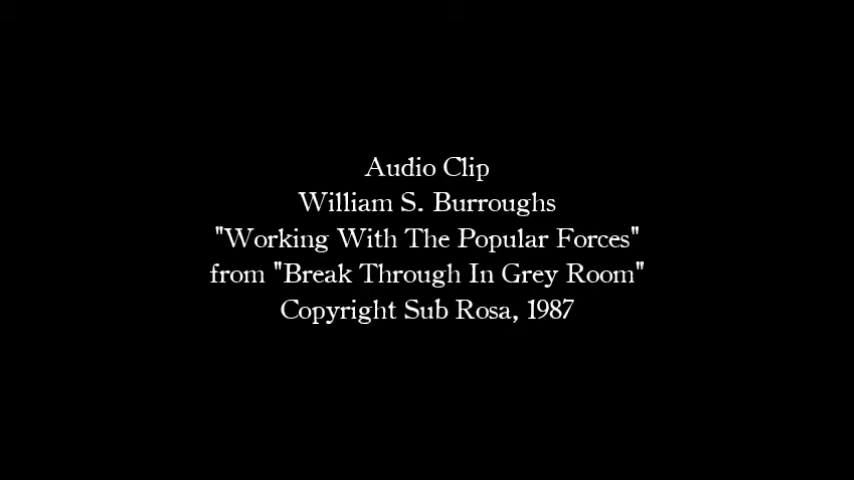 Audio Clip
William S. Burroughs
"Working With The Popular Forces"
from "Break Through In Grey Room"
Copyright Sub Rosa, 1987